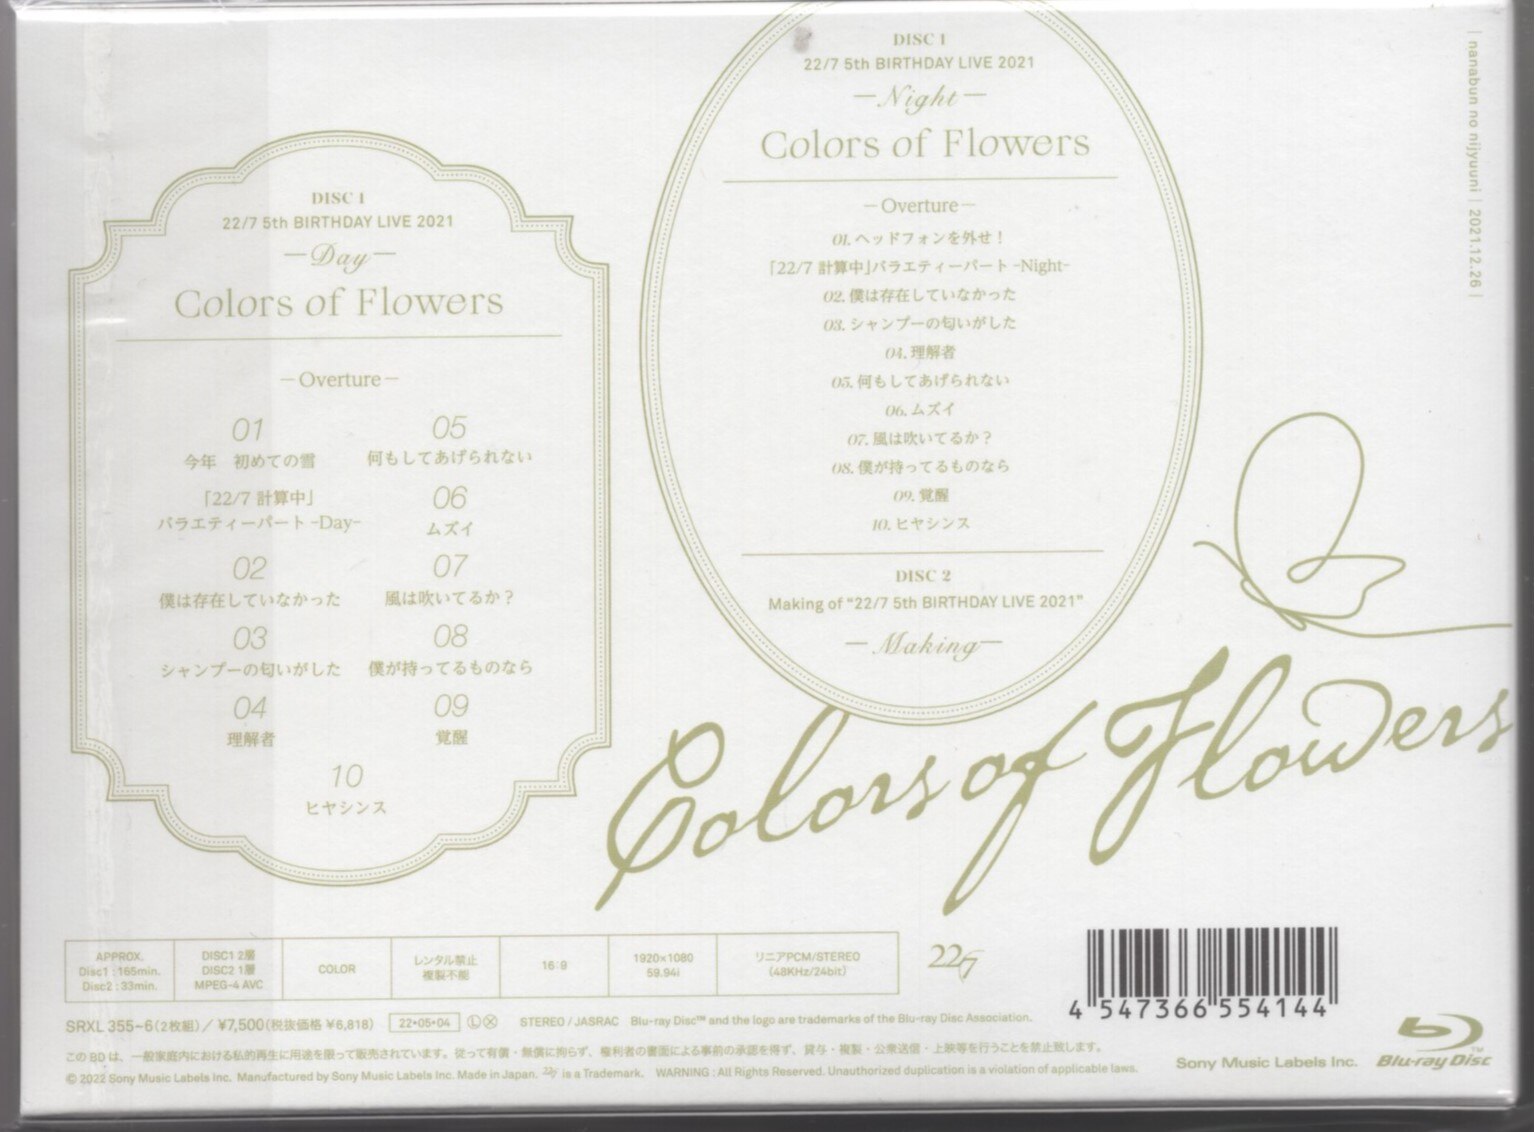 DISC 1
22/7 5th BIRTHDAY LIVE 2021
—Day—
Colors of Flowers
—Overture—
01
今年　初めての雪
「22/7 計算中」
バラエティーパート -Day-
02
僕は存在していなかった
03
シャンプーの匂いがした
04
理解者
05
何もしてあげられない
06
ムズイ
07
風は吹いてるか？
08
僕が持ってるものなら
09
覚醒
10
ヒヤシンス
DISC 1
22/7 5th BIRTHDAY LIVE 2021
—Night—
Colors of Flowers
—Overture—
01. ヘッドフォンを外せ！
「22/7 計算中」バラエティーパート -Night-
02. 僕は存在していなかった
03. シャンプーの匂いがした
04. 理解者
05. 何もしてあげられない
06. ムズイ
07. 風は吹いてるか？
08. 僕が持ってるものなら
09. 覚醒
10. ヒヤシンス
DISC 2
Making of “22/7 5th BIRTHDAY LIVE 2021”
—Making—
| nanabun no nijyuuni | 2021.12.26 |
Colors of Flowers
APPROX.
Disc1 : 165min.
Disc2 : 33min.
DISC1 2層
DISC2 1層
MPEG-4 AVC
COLOR
レンタル禁止
複製不能
16:9
1920×1080
59.94i
リニアPCM/STEREO
(48KHz/24bit)
22/7
4 547366 554144
SRXL 355~6(2枚組)／¥7,500(税抜価格 ¥6,818) 22•05•04 Ⓛ Ⓧ STEREO / JASRAC Blu-ray Disc™ and the logo are trademarks of the Blu-ray Disc Association.
このBDは、一般家庭内における私的再生に用途を限って販売されています。従って有償・無償に拘らず、権利者の書面による事前の承認を得ず、貸与・複製・公衆送信・上映等を行うことを禁止致します。
© 2022 Sony Music Labels Inc. Manufactured by Sony Music Labels Inc. Made in Japan. 22/7 is a Trademark. WARNING : All Rights Reserved. Unauthorized duplication is a violation of applicable laws.
Sony Music Labels Inc.
Blu-ray Disc™